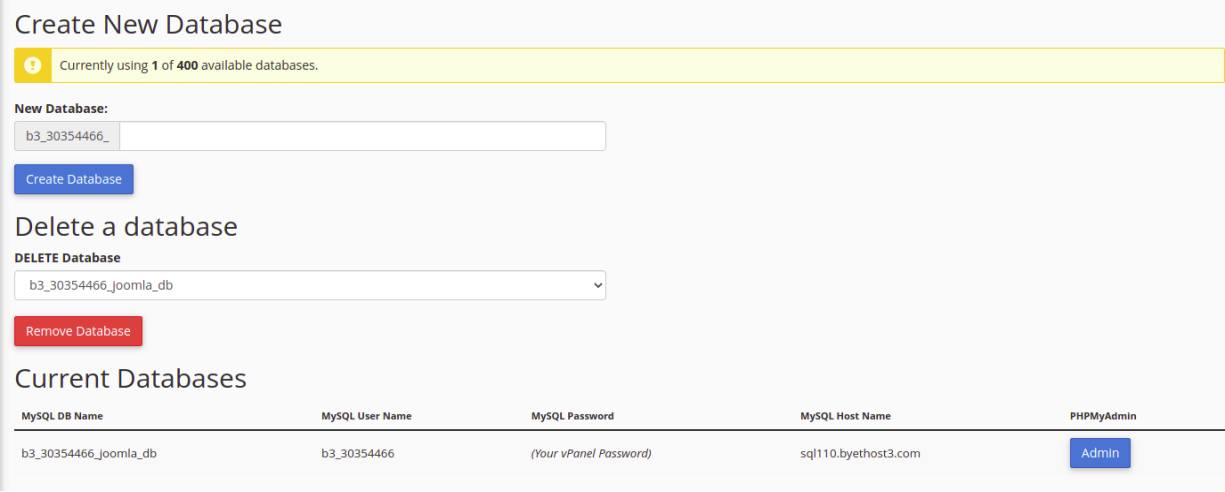 Create New Database
Currently using 1 of 400 available databases.
New Database:
b3_30354466_
Create Database
Delete a database
DELETE Database
b3_30354466_joomla_db
Remove Database
Current Databases
MySQL DB Name MySQL User Name MySQL Password MySQL Host Name PHPMyAdmin
b3_30354466_joomla_db b3_30354466 (Your vPanel Password) sql110.byethost3.com Admin